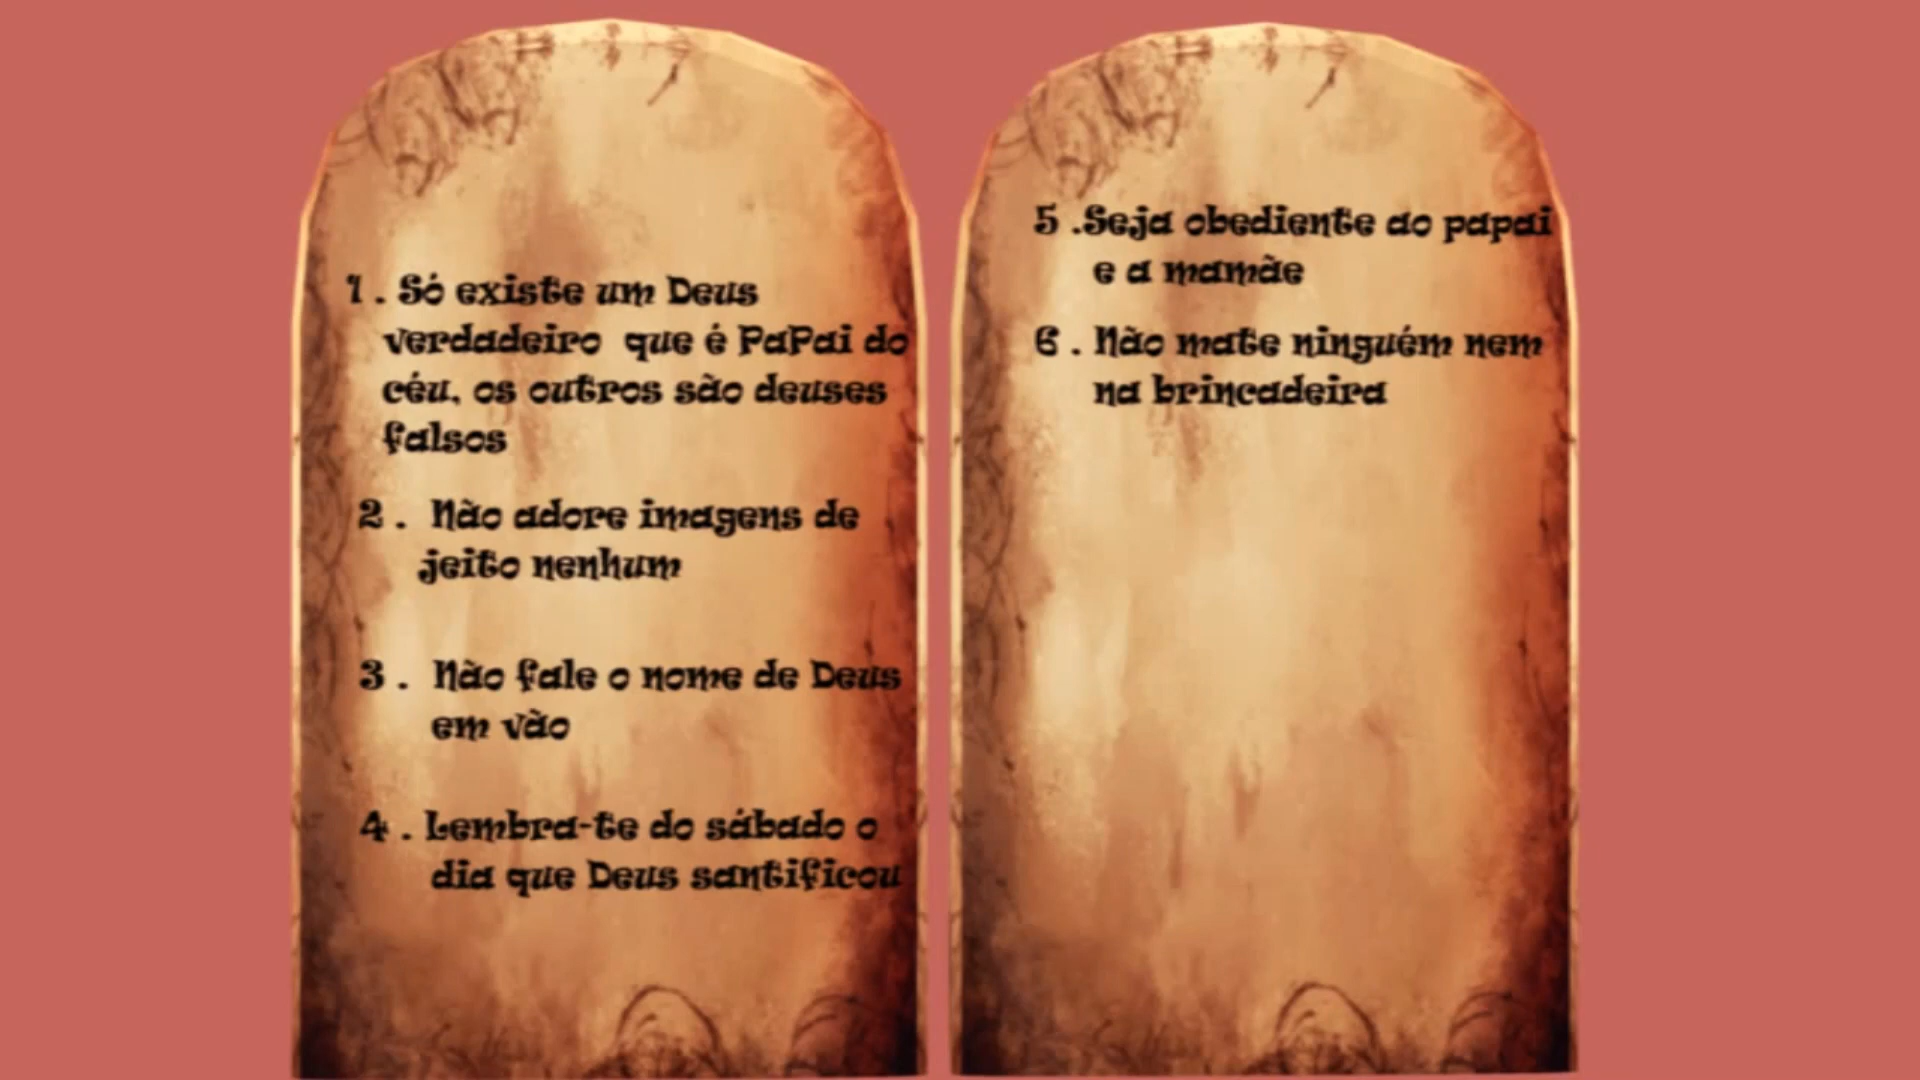 1 . Só existe um Deus
verdadeiro que é PaPai do
céu, os outros são deuses
falsos
2 . Não adore imagens de
jeito nenhum
3 . Não fale o nome de Deus
em vão
4 . Lembra-te do sábado o
dia que Deus santificou
5 .Seja obediente ao papai
e a mamãe
6 . Não mate ninguém nem
na brincadeira